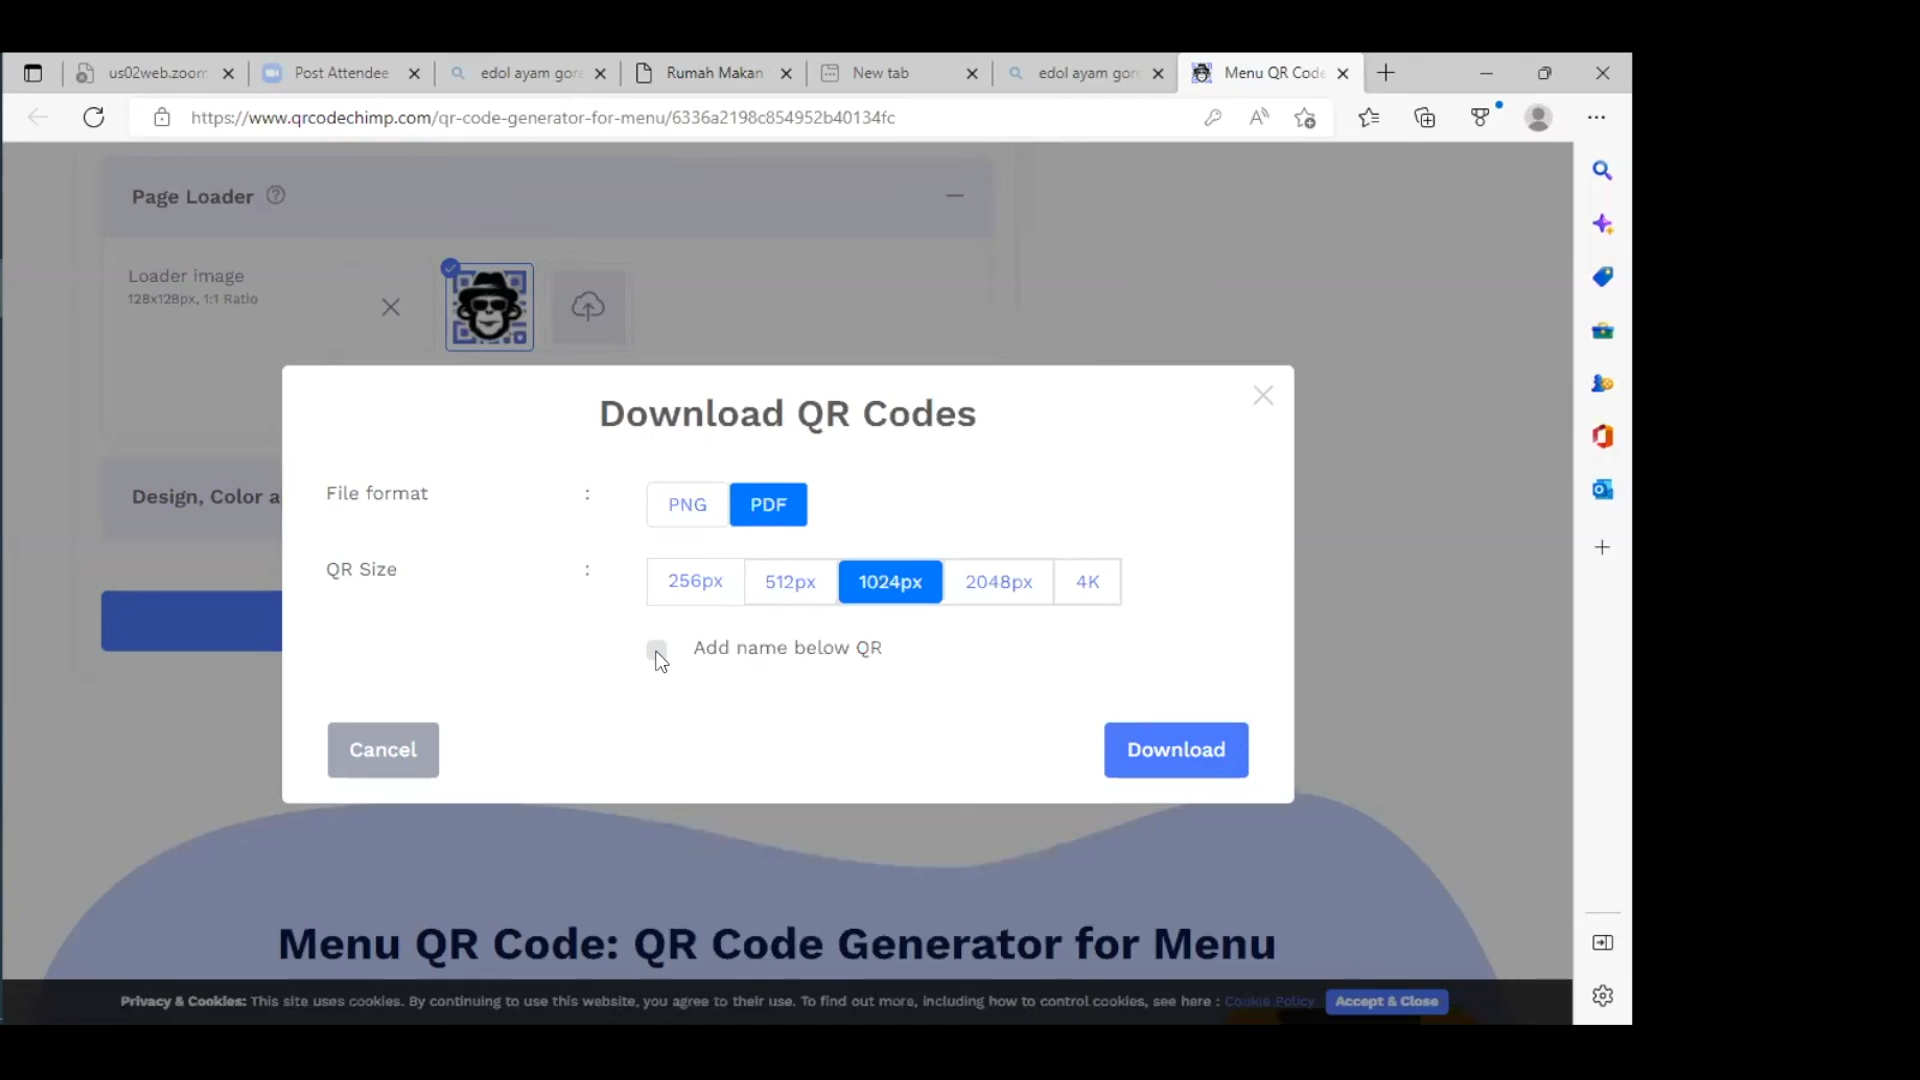 us02web.zoom
Post Attendee
edol ayam gor
Rumah Makan
New tab
edol ayam gor
Menu QR Code
https://www.qrcodechimp.com/qr-code-generator-for-menu/6336a2198c854952b40134fc
Page Loader
Loader image
128x128px, 1:1 Ratio
Download QR Codes
File format : PNG PDF
Design, Color a
QR Size : 256px 512px 1024px 2048px 4K
Add name below QR
Cancel Download
Menu QR Code: QR Code Generator for Menu
Privacy & Cookies: This site uses cookies. By continuing to use this website, you agree to their use. To find out more, including how to control cookies, see here : Cookie Policy Accept & Close